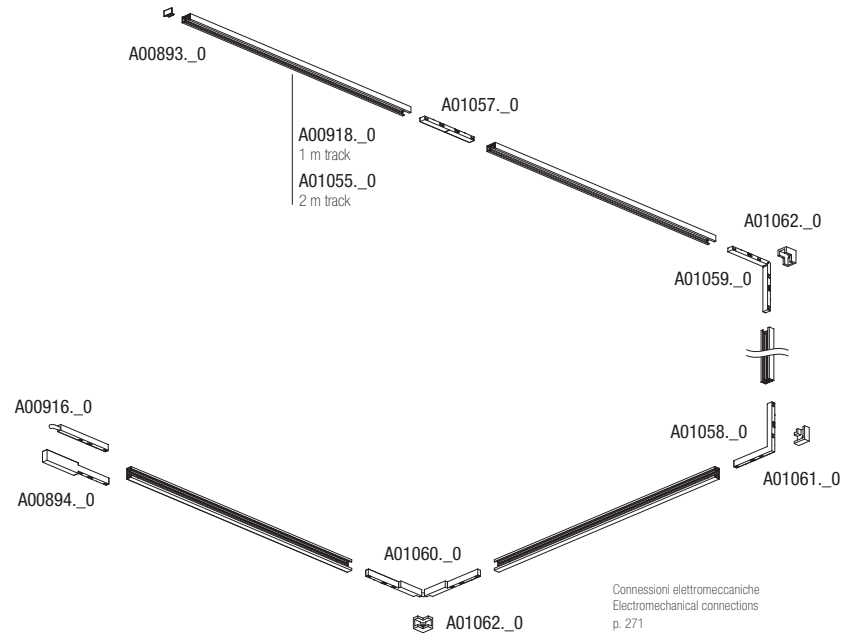 A00893._0
A01057._0
A00918._0
1 m track
A01055._0
2 m track
A01062._0
A01059._0
A00916._0
A01058._0
A00894._0
A01061._0
A01060._0
Connessioni elettromeccaniche
Electromechanical connections
p. 271
A01062._0